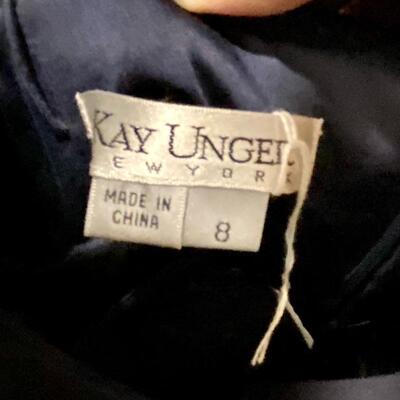 KAY UNGER
NEW YORK
MADE IN
CHINA
8